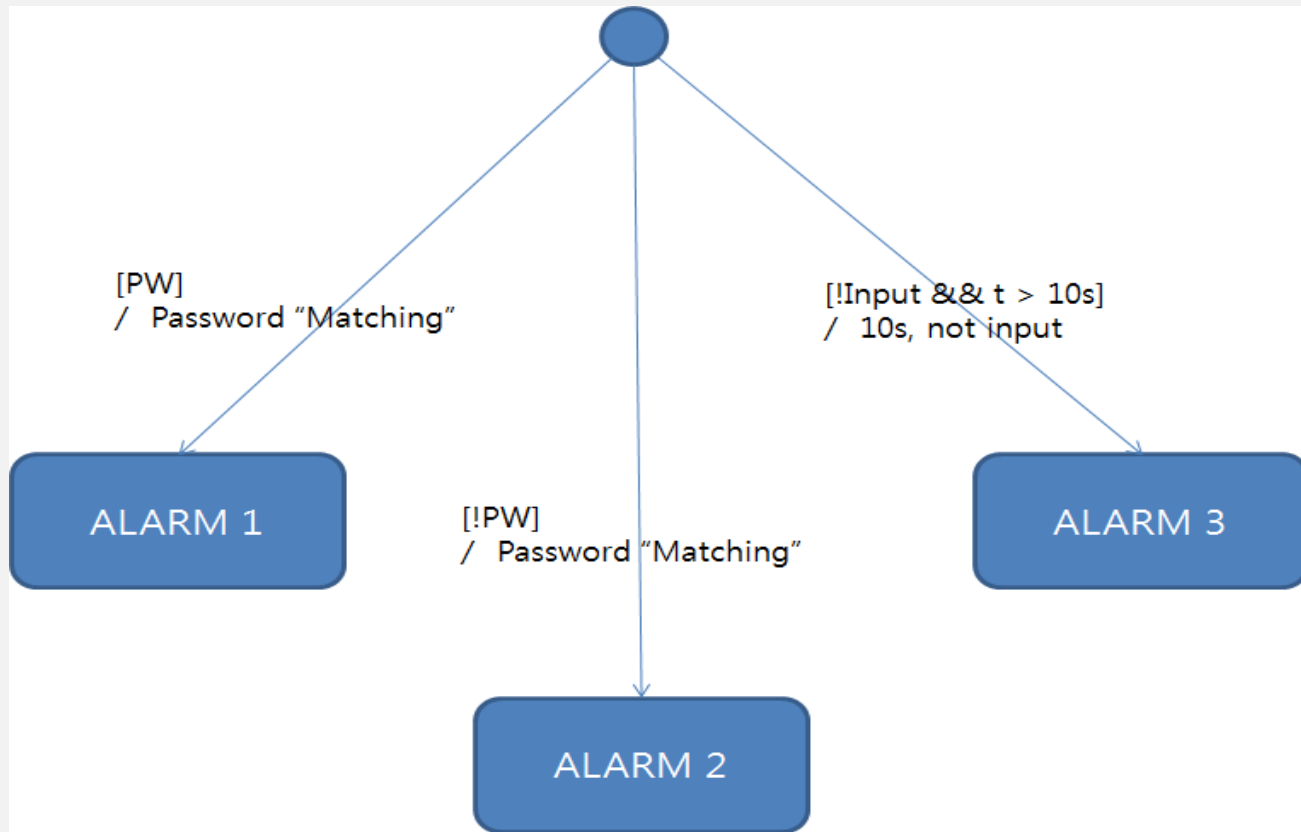 [PW]
/ Password “Matching”
[!Input && t > 10s]
/ 10s, not input
ALARM 1
[!PW]
/ Password “Matching”
ALARM 3
ALARM 2